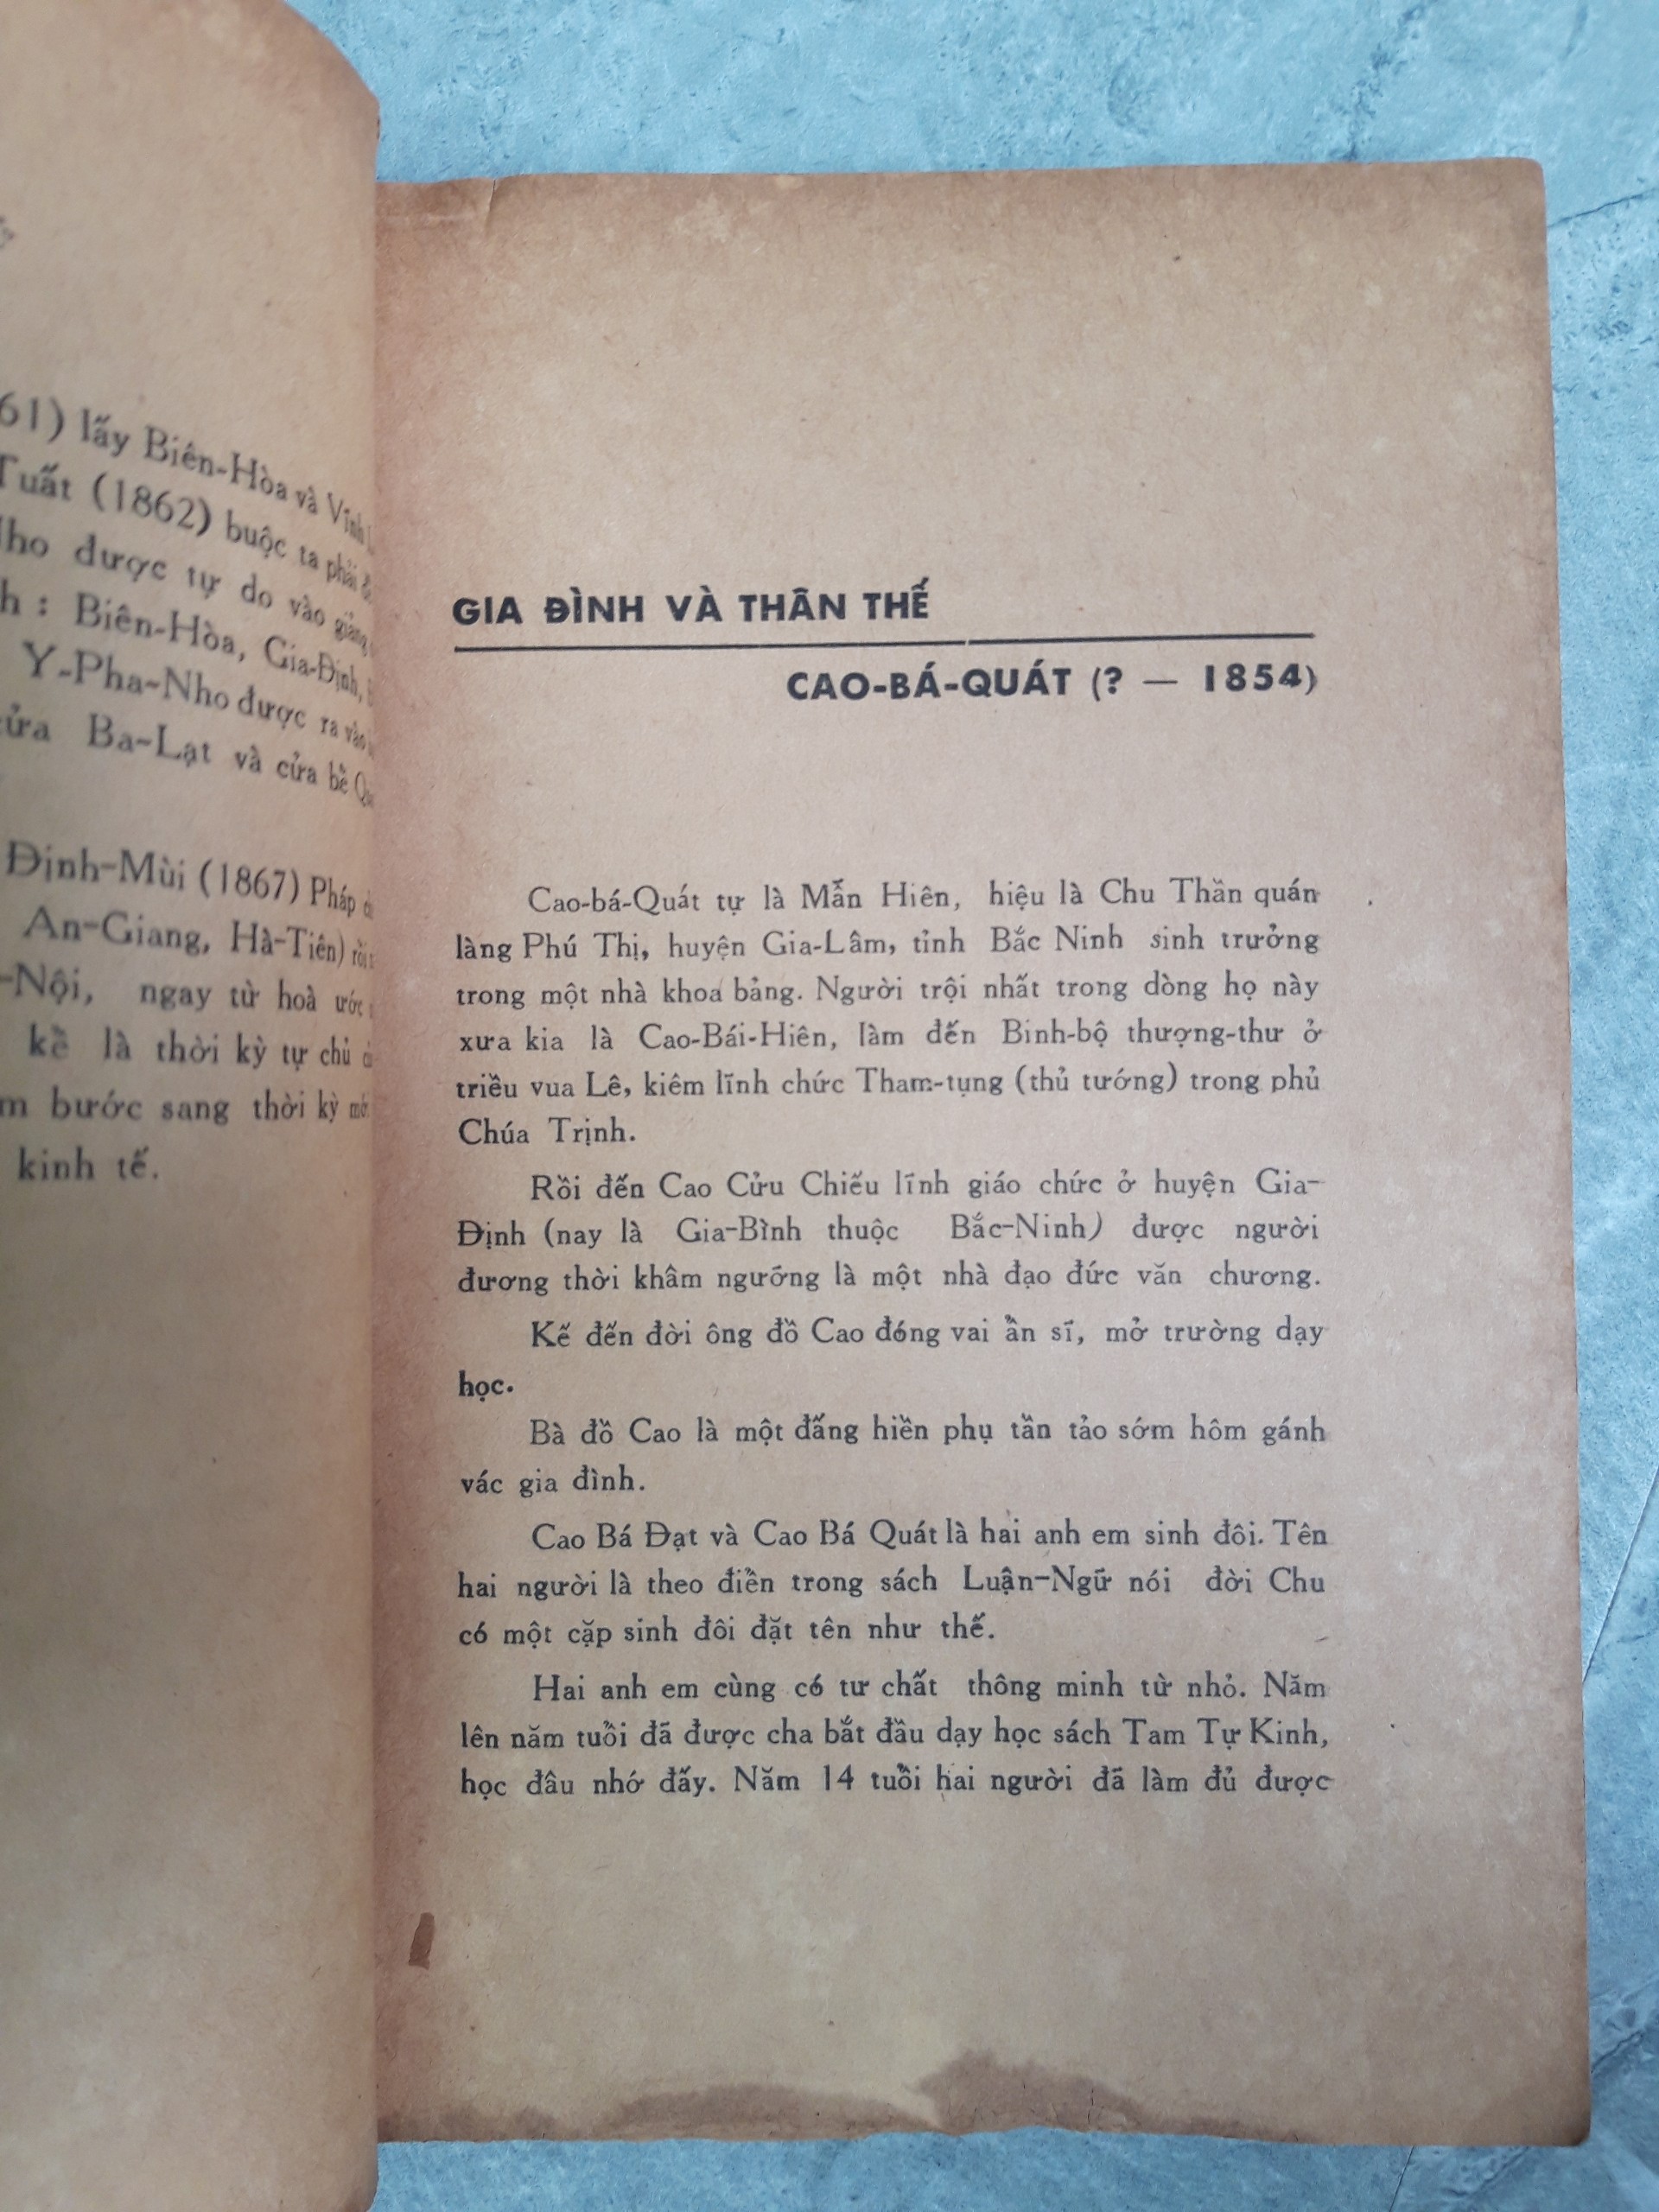 61) lấy Biên-Hòa và Vĩnh
Tuất (1862) buộc ta phải
Nho được tự do vào giảng
h : Biên-Hòa, Gia-Định,
Y-Pha-Nho được ra vào
cửa Ba-Lạt và cửa bể
Định-Mùi (1867) Pháp
An-Giang, Hà-Tiên) rồi
-Nội, ngay từ hoà ước
kề là thời kỳ tự chủ
m bước sang thời kỳ mới
kinh tế.
GIA ĐÌNH VÀ THÂN THẾ
CAO-BÁ-QUÁT (? — 1854)
Cao-bá-Quát tự là Mẫn Hiên, hiệu là Chu Thần quán
làng Phú Thị, huyện Gia-Lâm, tỉnh Bắc Ninh sinh trưởng
trong một nhà khoa bảng. Người trội nhất trong dòng họ này
xưa kia là Cao-Bái-Hiên, làm đến Binh-bộ thượng-thư ở
triều vua Lê, kiêm lĩnh chức Tham-tụng (thủ tướng) trong phủ
Chúa Trịnh.
Rồi đến Cao Cửu Chiếu lĩnh giáo chức ở huyện Gia-
Định (nay là Gia-Bình thuộc Bắc-Ninh) được người
đương thời khâm ngưỡng là một nhà đạo đức văn chương.
Kế đến đời ông đồ Cao đóng vai ẩn sĩ, mở trường dạy
học.
Bà đồ Cao là một đấng hiền phụ tần tảo sớm hôm gánh
vác gia đình.
Cao Bá Đạt và Cao Bá Quát là hai anh em sinh đôi. Tên
hai người là theo điển trong sách Luận-Ngữ nói đời Chu
có một cặp sinh đôi đặt tên như thế.
Hai anh em cùng có tư chất thông minh từ nhỏ. Năm
lên năm tuổi đã được cha bắt đầu dạy học sách Tam Tự Kinh,
học đâu nhớ đấy. Năm 14 tuổi hai người đã làm đủ được